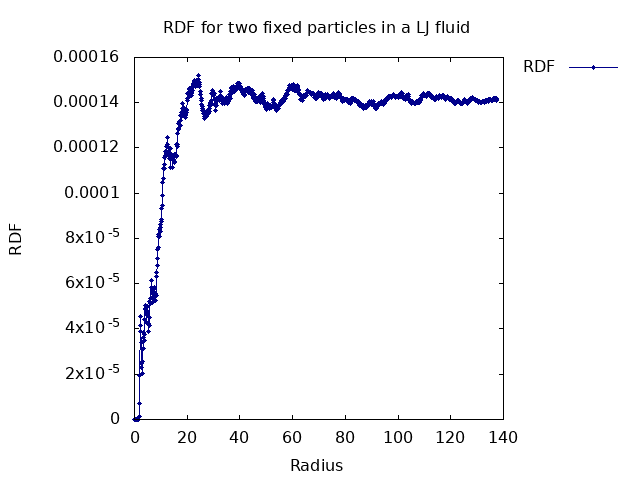 RDF for two fixed particles in a LJ fluid
RDF
0.00016
0.00014
0.00012
0.0001
8x10⁻⁵
6x10⁻⁵
4x10⁻⁵
2x10⁻⁵
0
RDF
0 20 40 60 80 100 120 140
Radius